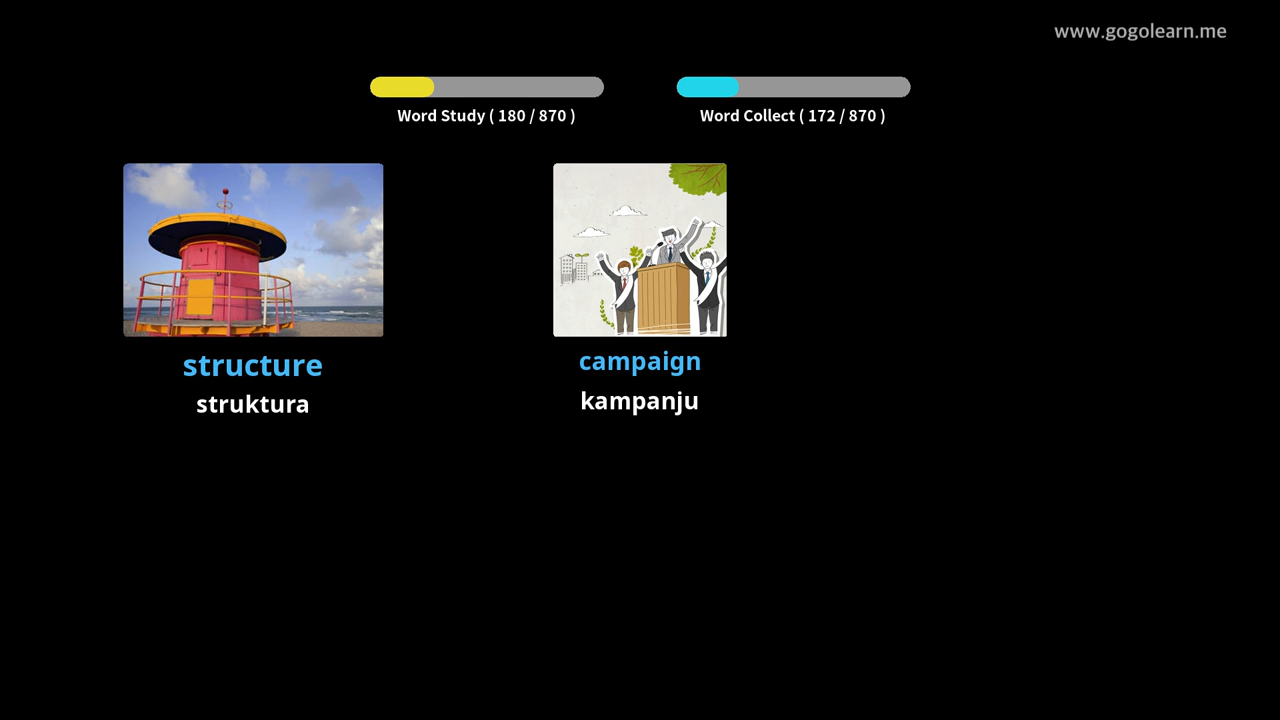 www.gogolearn.me
Word Study ( 180 / 870 )
Word Collect ( 172 / 870 )
structure
struktura
campaign
kampanju